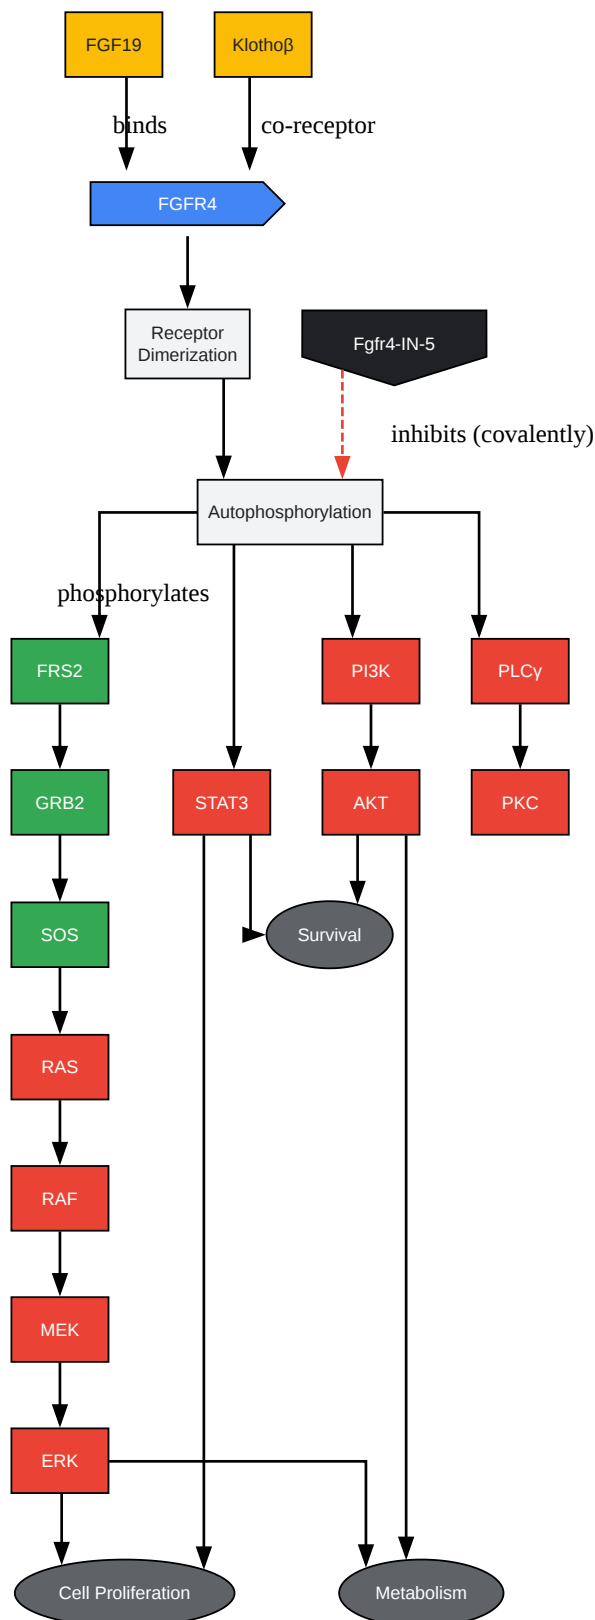 FGF19
Klothoβ
binds
co-receptor
FGFR4
Receptor
Dimerization
Fgfr4-IN-5
inhibits (covalently)
Autophosphorylation
phosphorylates
FRS2
PI3K
PLCγ
GRB2
STAT3
AKT
PKC
SOS
Survival
RAS
RAF
MEK
ERK
Cell Proliferation
Metabolism